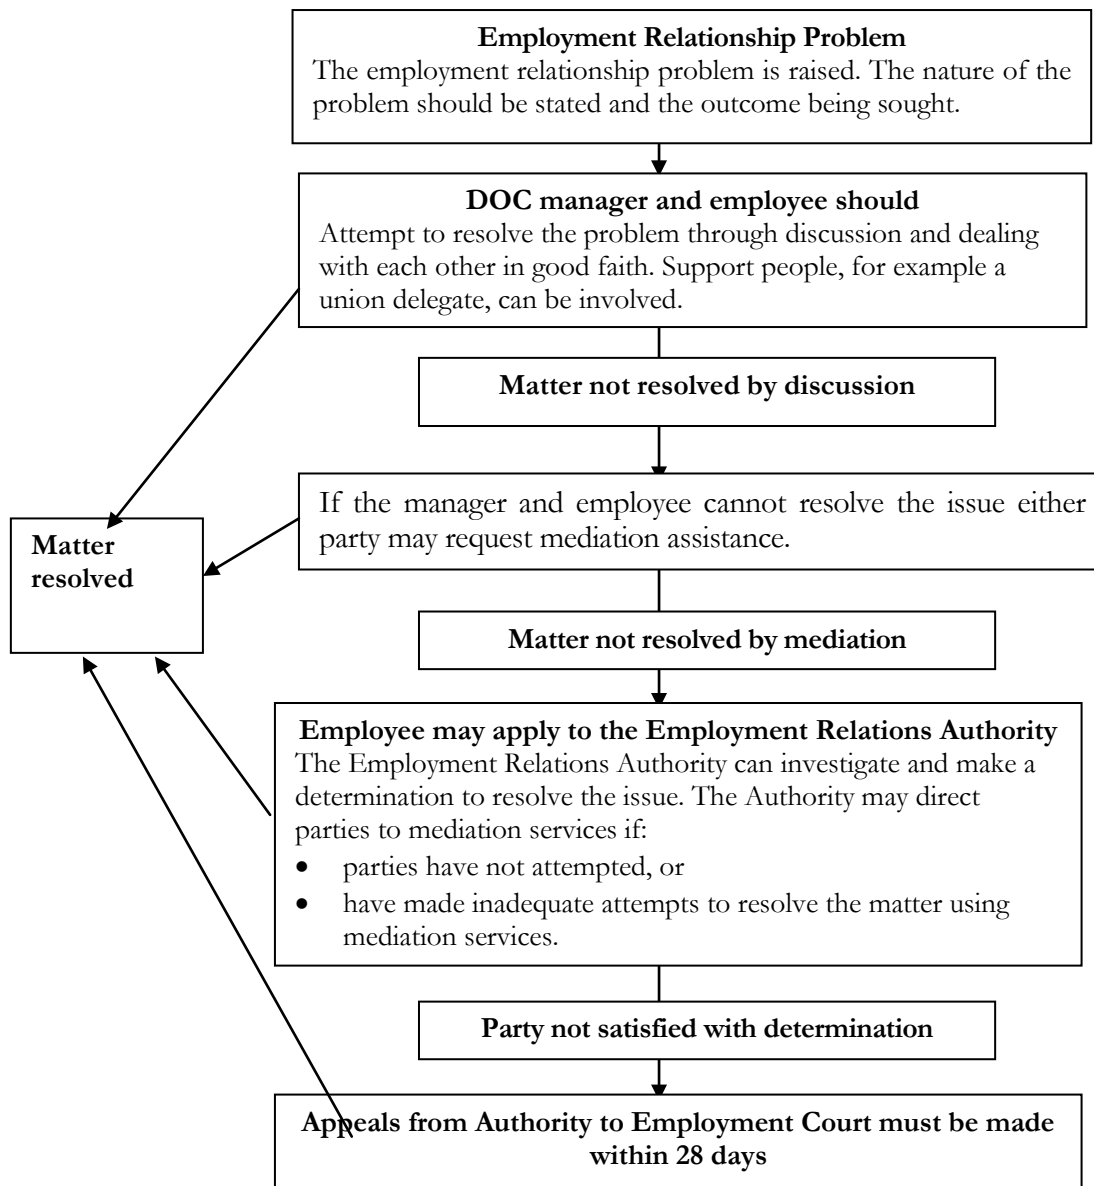 Employment Relationship Problem
The employment relationship problem is raised. The nature of the
problem should be stated and the outcome being sought.
DOC manager and employee should
Attempt to resolve the problem through discussion and dealing
with each other in good faith. Support people, for example a
union delegate, can be involved.
Matter not resolved by discussion
If the manager and employee cannot resolve the issue either
party may request mediation assistance.
Matter
resolved
Matter not resolved by mediation
Employee may apply to the Employment Relations Authority
The Employment Relations Authority can investigate and make a
determination to resolve the issue. The Authority may direct
parties to mediation services if:
• parties have not attempted, or
• have made inadequate attempts to resolve the matter using
mediation services.
Party not satisfied with determination
Appeals from Authority to Employment Court must be made
within 28 days